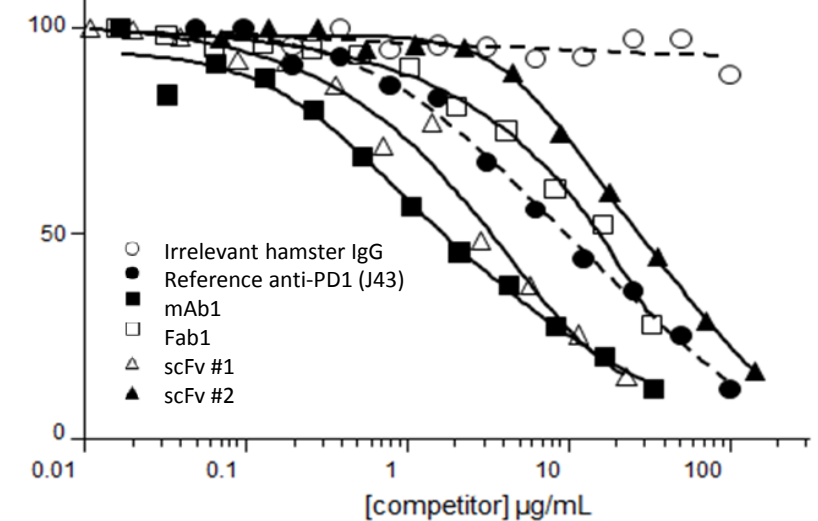 100
50
0
Irrelevant hamster IgG
Reference anti-PD1 (J43)
mAb1
Fab1
scFv #1
scFv #2
0.01 0.1 1 10 100
[competitor] µg/mL